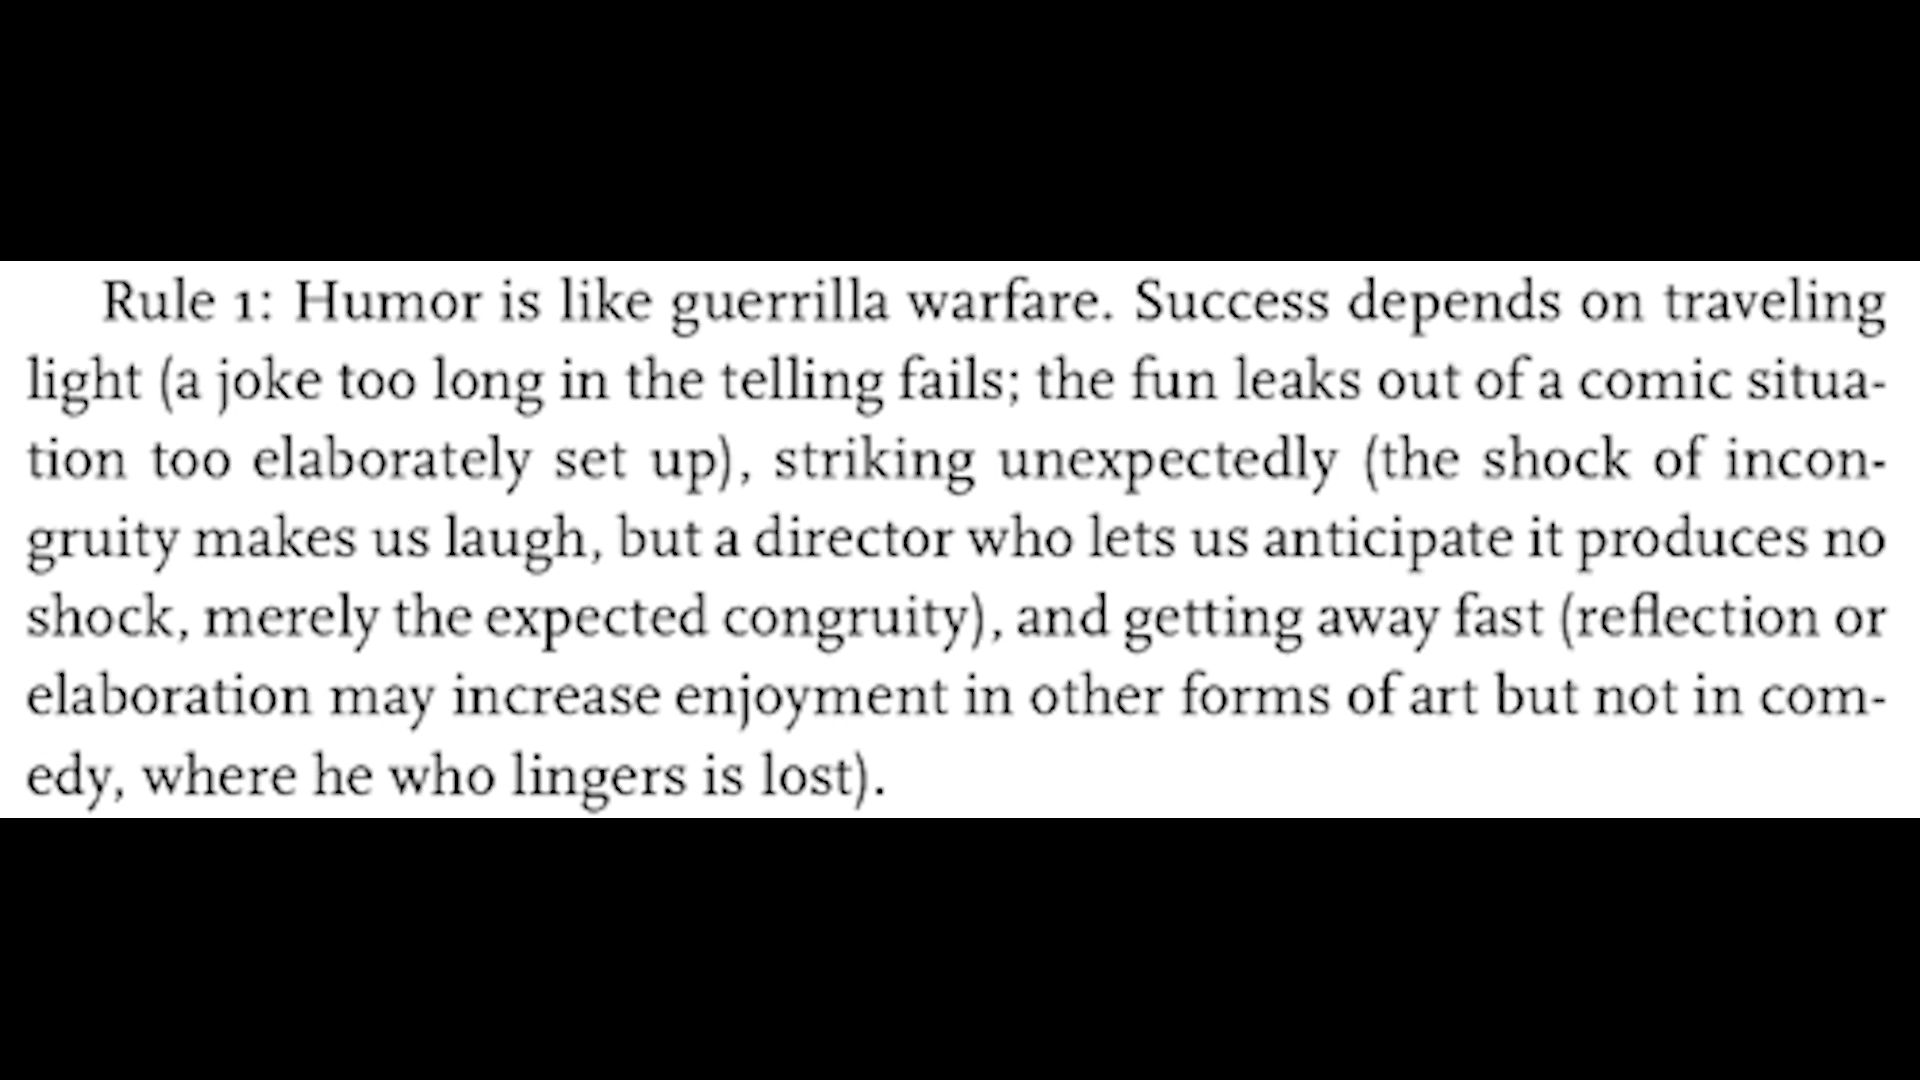 Rule 1: Humor is like guerrilla warfare. Success depends on traveling
light (a joke too long in the telling fails; the fun leaks out of a comic situa-
tion too elaborately set up), striking unexpectedly (the shock of incon-
gruity makes us laugh, but a director who lets us anticipate it produces no
shock, merely the expected congruity), and getting away fast (reflection or
elaboration may increase enjoyment in other forms of art but not in com-
edy, where he who lingers is lost).